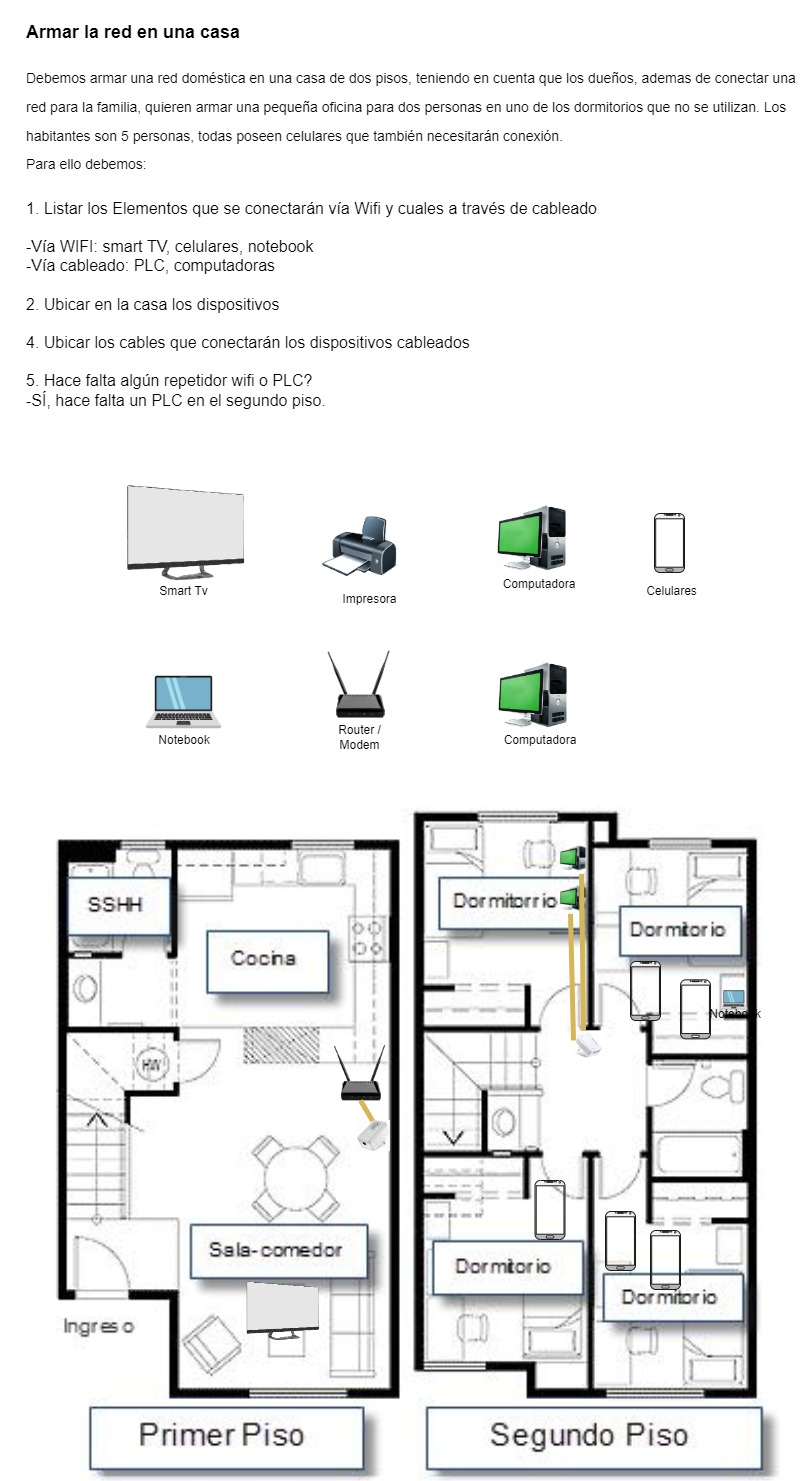 Armar la red en una casa
Debemos armar una red doméstica en una casa de dos pisos, teniendo en cuenta que los dueños, ademas de conectar una
red para la familia, quieren armar una pequeña oficina para dos personas en uno de los dormitorios que no se utilizan. Los
habitantes son 5 personas, todas poseen celulares que también necesitarán conexión.
Para ello debemos:
1. Listar los Elementos que se conectarán vía Wifi y cuales a través de cableado
-Vía WIFI: smart TV, celulares, notebook
-Vía cableado: PLC, computadoras
2. Ubicar en la casa los dispositivos
4. Ubicar los cables que conectarán los dispositivos cableados
5. Hace falta algún repetidor wifi o PLC?
-SÍ, hace falta un PLC en el segundo piso.
Smart Tv
Impresora
Computadora
Celulares
Notebook
Router /
Modem
Computadora
SSHH
Cocina
HW
Sala-comedor
Ingreso
Primer Piso
Dormitorrio
Dormitorio
Notebook
Dormitorio
Dormitorio
Segundo Piso